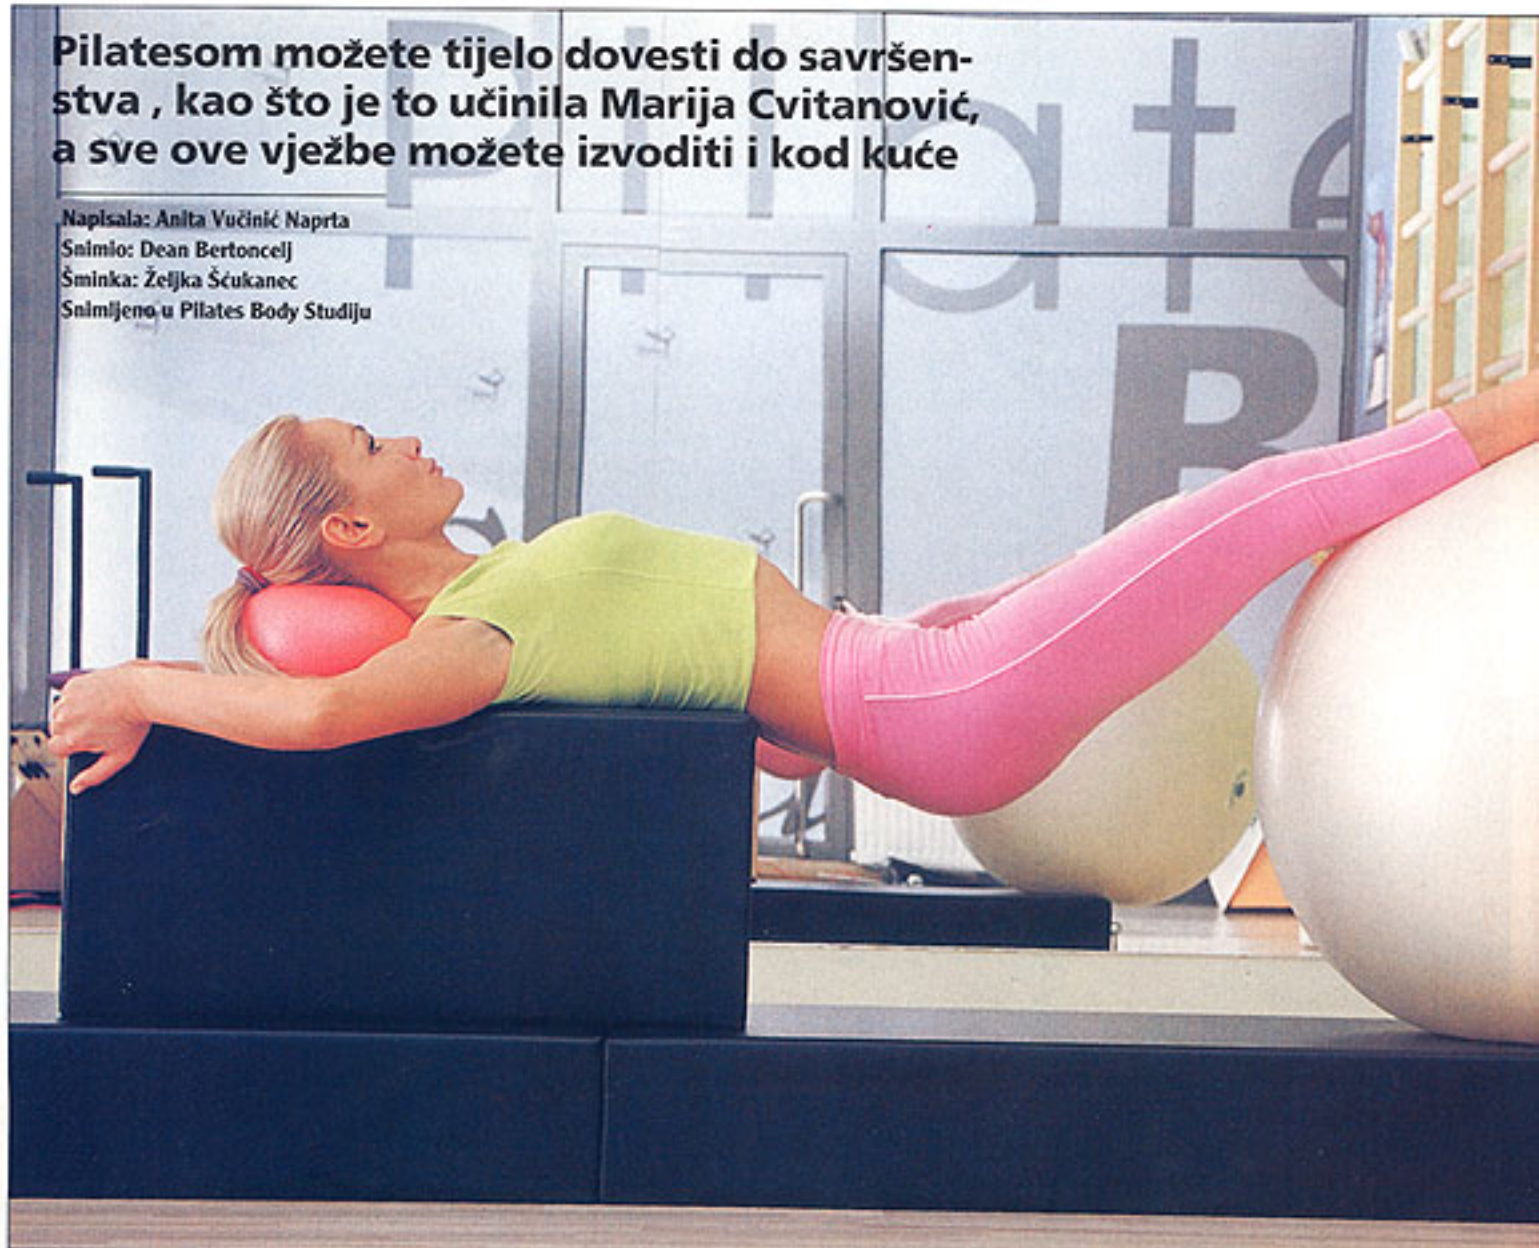 Pilatesom možete tijelo dovesti do savršen-
stva , kao što je to učinila Marija Cvitanović,
a sve ove vježbe možete izvoditi i kod kuće
Napisala: Anita Vučinić Naprta
Snimio: Dean Bertoncelj
Šminka: Željka Šćukanec
Snimljeno u Pilates Body Studiju
Pilate
B